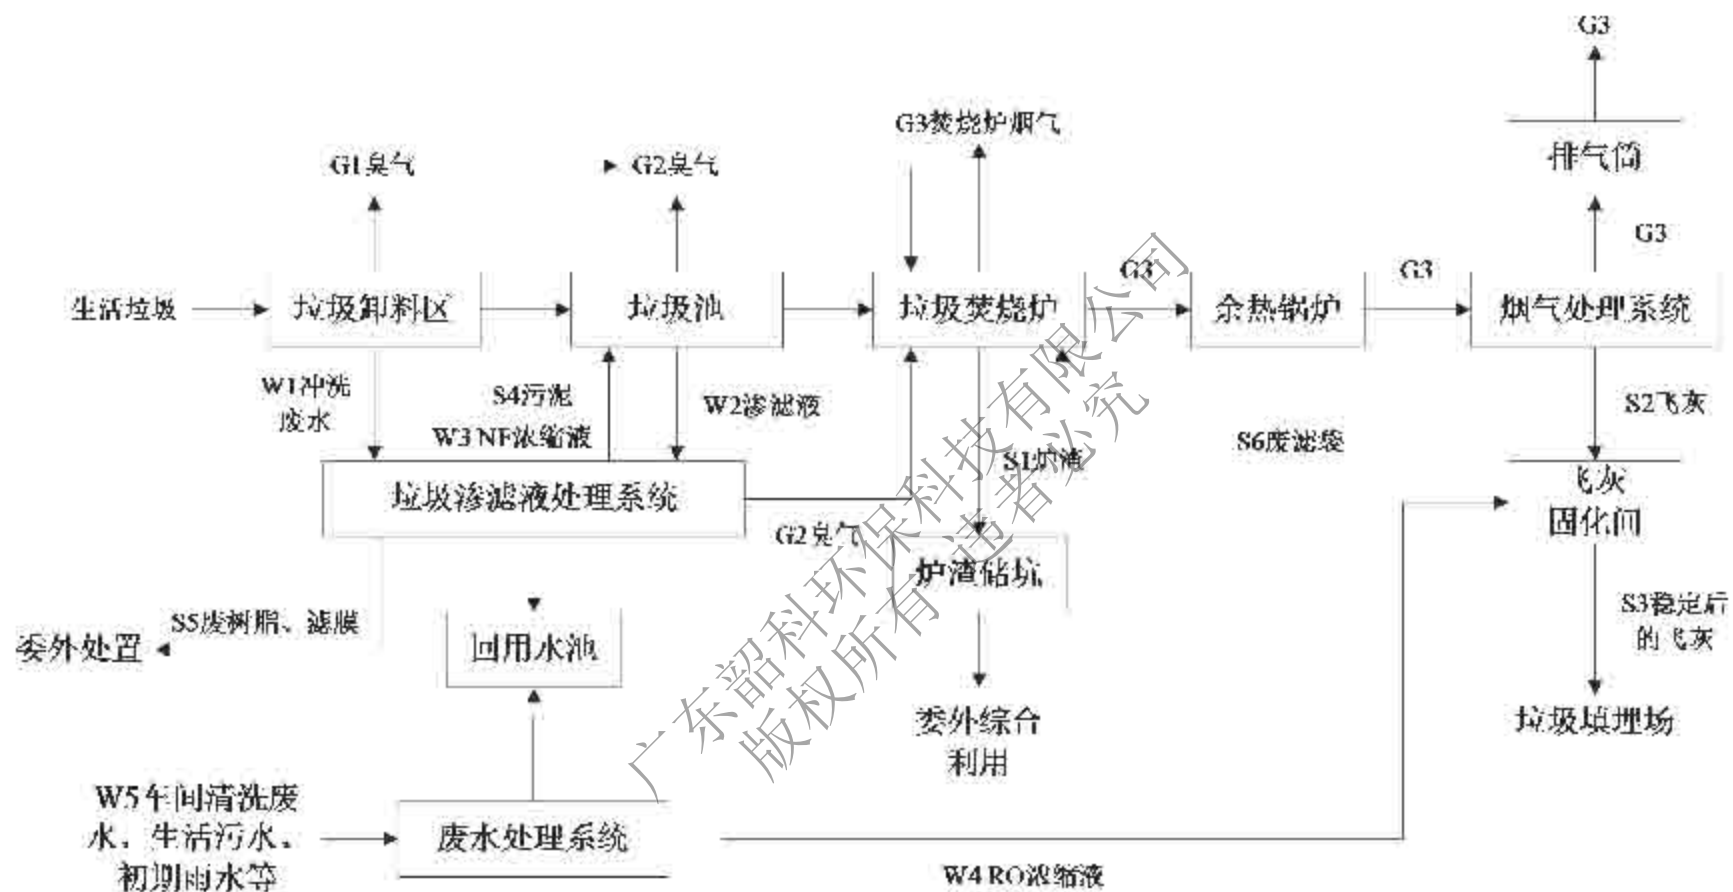 G3
G3焚烧炉烟气
排气筒
G1臭气
G2臭气
G3
G3
G3
生活垃圾
垃圾卸料区
垃圾池
垃圾焚烧炉
余热锅炉
烟气处理系统
W1冲洗
废水
S4污泥
W3 NF浓缩液
W2渗滤液
S1炉渣
S6废滤袋
S2飞灰
垃圾渗滤液处理系统
G2臭气
飞灰
固化间
炉渣储坑
S5废树脂、滤膜
委外处置
回用水池
S3稳定后
的飞灰
委外综合
利用
垃圾填埋场
W5车间清洗废
水、生活污水、
初期雨水等
废水处理系统
W4 RO浓缩液
广东韶科环保科技有限公司
版权所有 违者必究